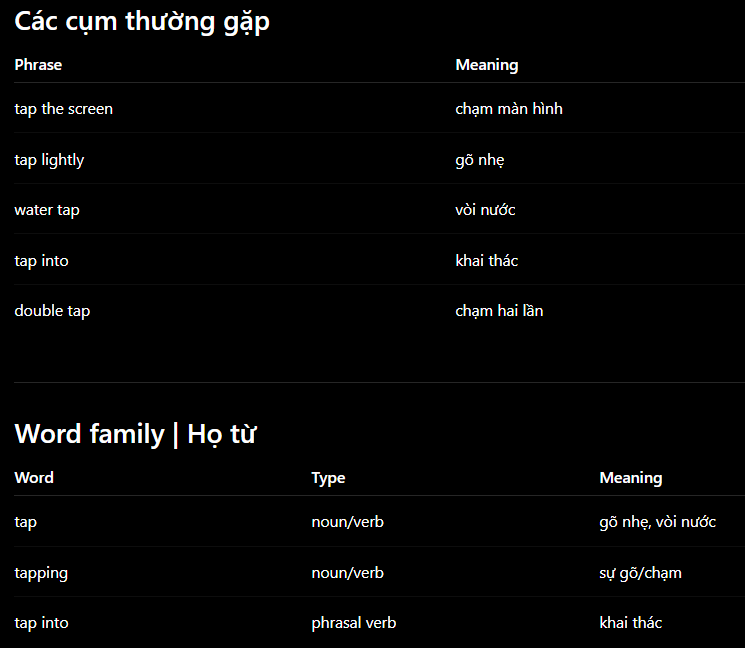 Các cụm thường gặp
Phrase Meaning
tap the screen chạm màn hình
tap lightly gõ nhẹ
water tap vòi nước
tap into khai thác
double tap chạm hai lần
Word family | Họ từ
Word Type Meaning
tap noun/verb gõ nhẹ, vòi nước
tapping noun/verb sự gõ/chạm
tap into phrasal verb khai thác